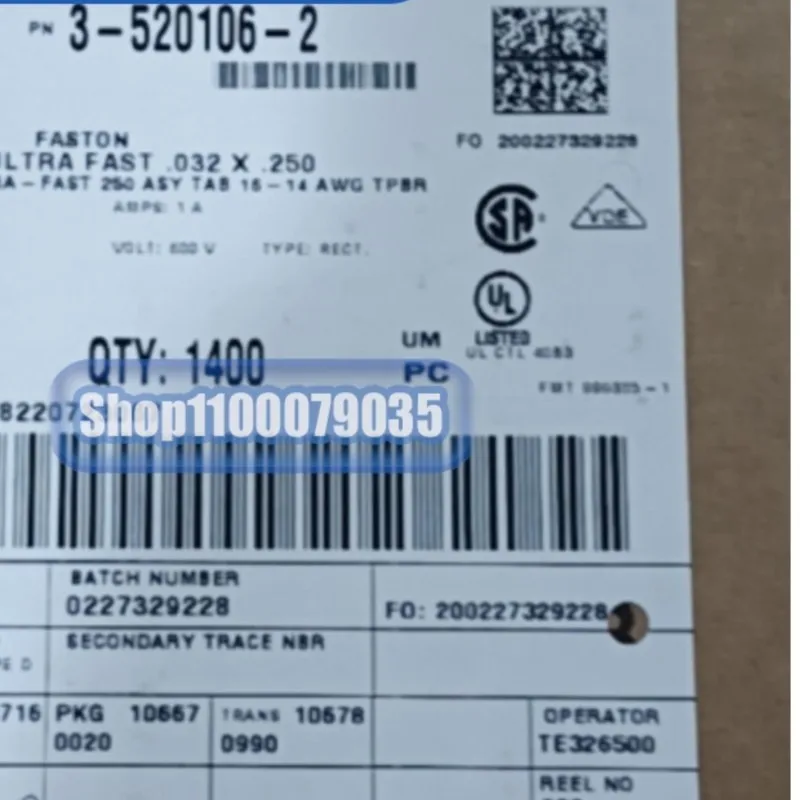 PN 3-520106-2
FASTON
ULTRA FAST .032 X .250
A-FAST 250 ASY TAB 16-14 AWG TPBR
AMPS: 1 A
VOLT: 600 V TYPE: RECT.
FO 200227329228
SA
VDE
UL
LISTED
QTY: 1400
UM
PC
Shop1100079035
BATCH NUMBER
0227329228
FO: 200227329228
SECONDARY TRACE NBR
716
PKG 10667
0020
TRANS 10678
0990
OPERATOR
TE326500
REEL NO